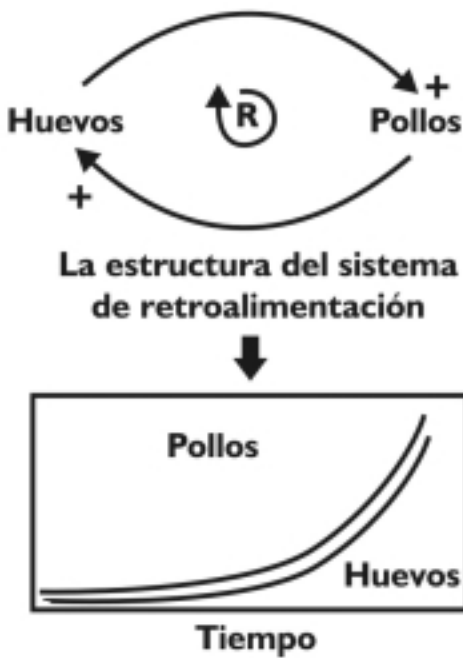 +
Huevos R Pollos
+
La estructura del sistema
de retroalimentación
Pollos
Huevos
Tiempo